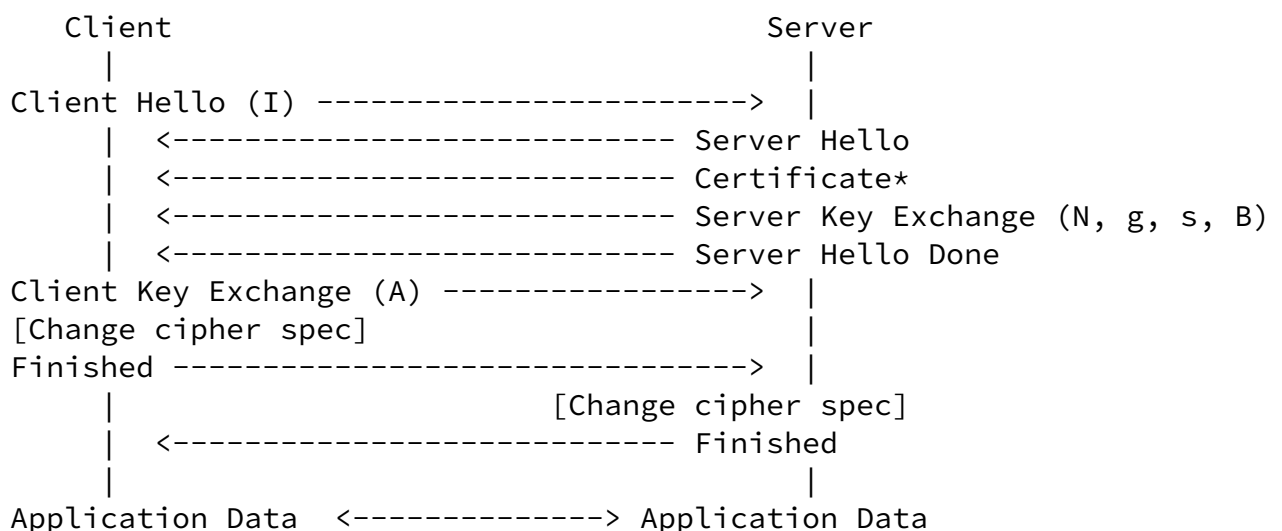 Client                                 Server
     |                                      |
Client Hello (I) ------------------------>  |
     |  <---------------------------- Server Hello
     |  <---------------------------- Certificate*
     |  <---------------------------- Server Key Exchange (N, g, s, B)
     |  <---------------------------- Server Hello Done
Client Key Exchange (A) ----------------->  |
[Change cipher spec]                        |
Finished -------------------------------->  |
     |                        [Change cipher spec]
     |  <---------------------------- Finished
     |                                      |
Application Data  <--------------> Application Data